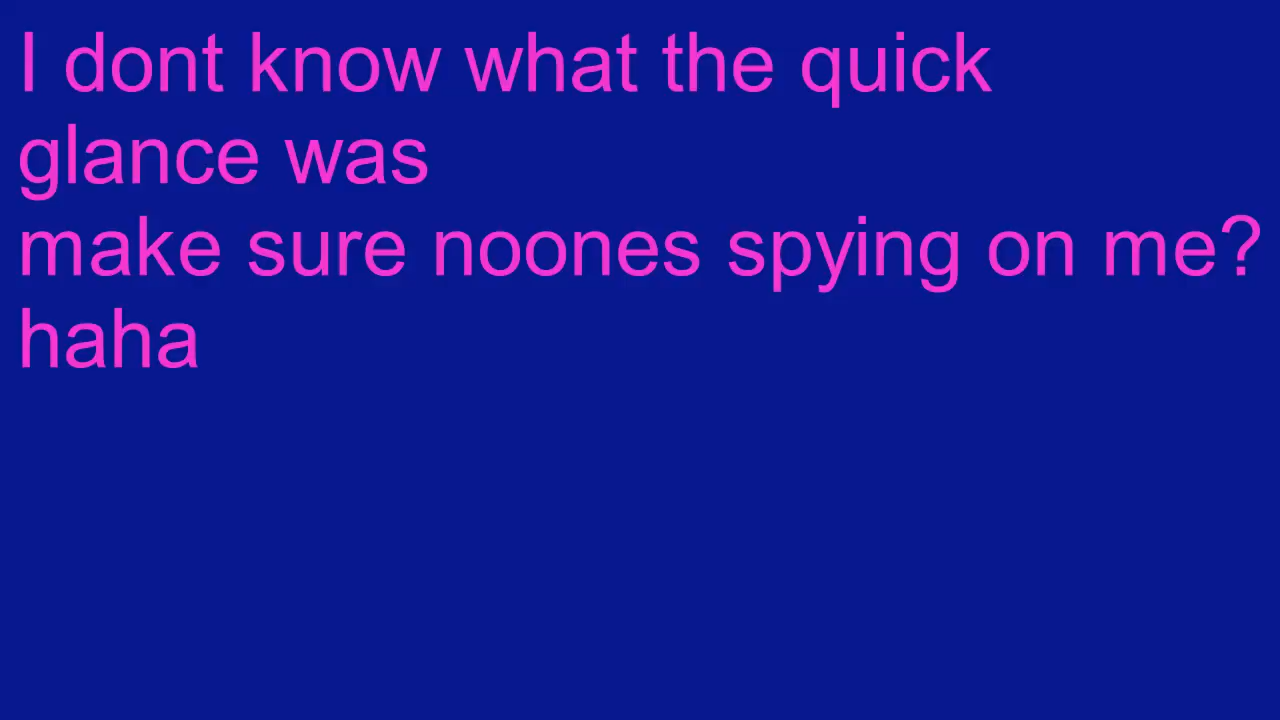 I dont know what the quick
glance was
make sure noones spying on me?
haha